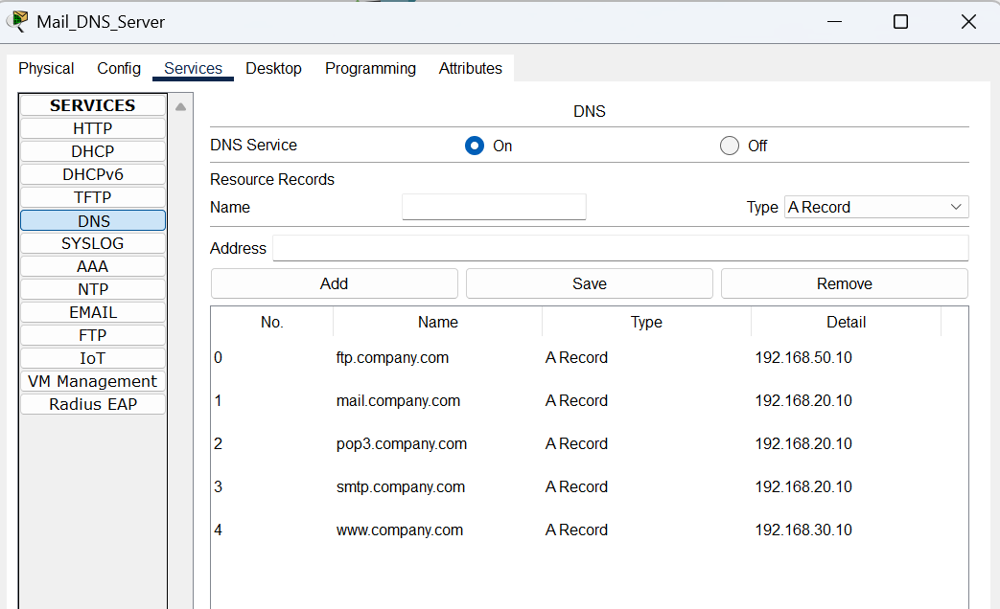 Mail_DNS_Server
Physical Config Services Desktop Programming Attributes
SERVICES
HTTP
DHCP
DHCPv6
TFTP
DNS
SYSLOG
AAA
NTP
EMAIL
FTP
IoT
VM Management
Radius EAP
DNS
DNS Service On Off
Resource Records
Name Type A Record
Address
Add Save Remove
No. Name Type Detail
0 ftp.company.com A Record 192.168.50.10
1 mail.company.com A Record 192.168.20.10
2 pop3.company.com A Record 192.168.20.10
3 smtp.company.com A Record 192.168.20.10
4 www.company.com A Record 192.168.30.10